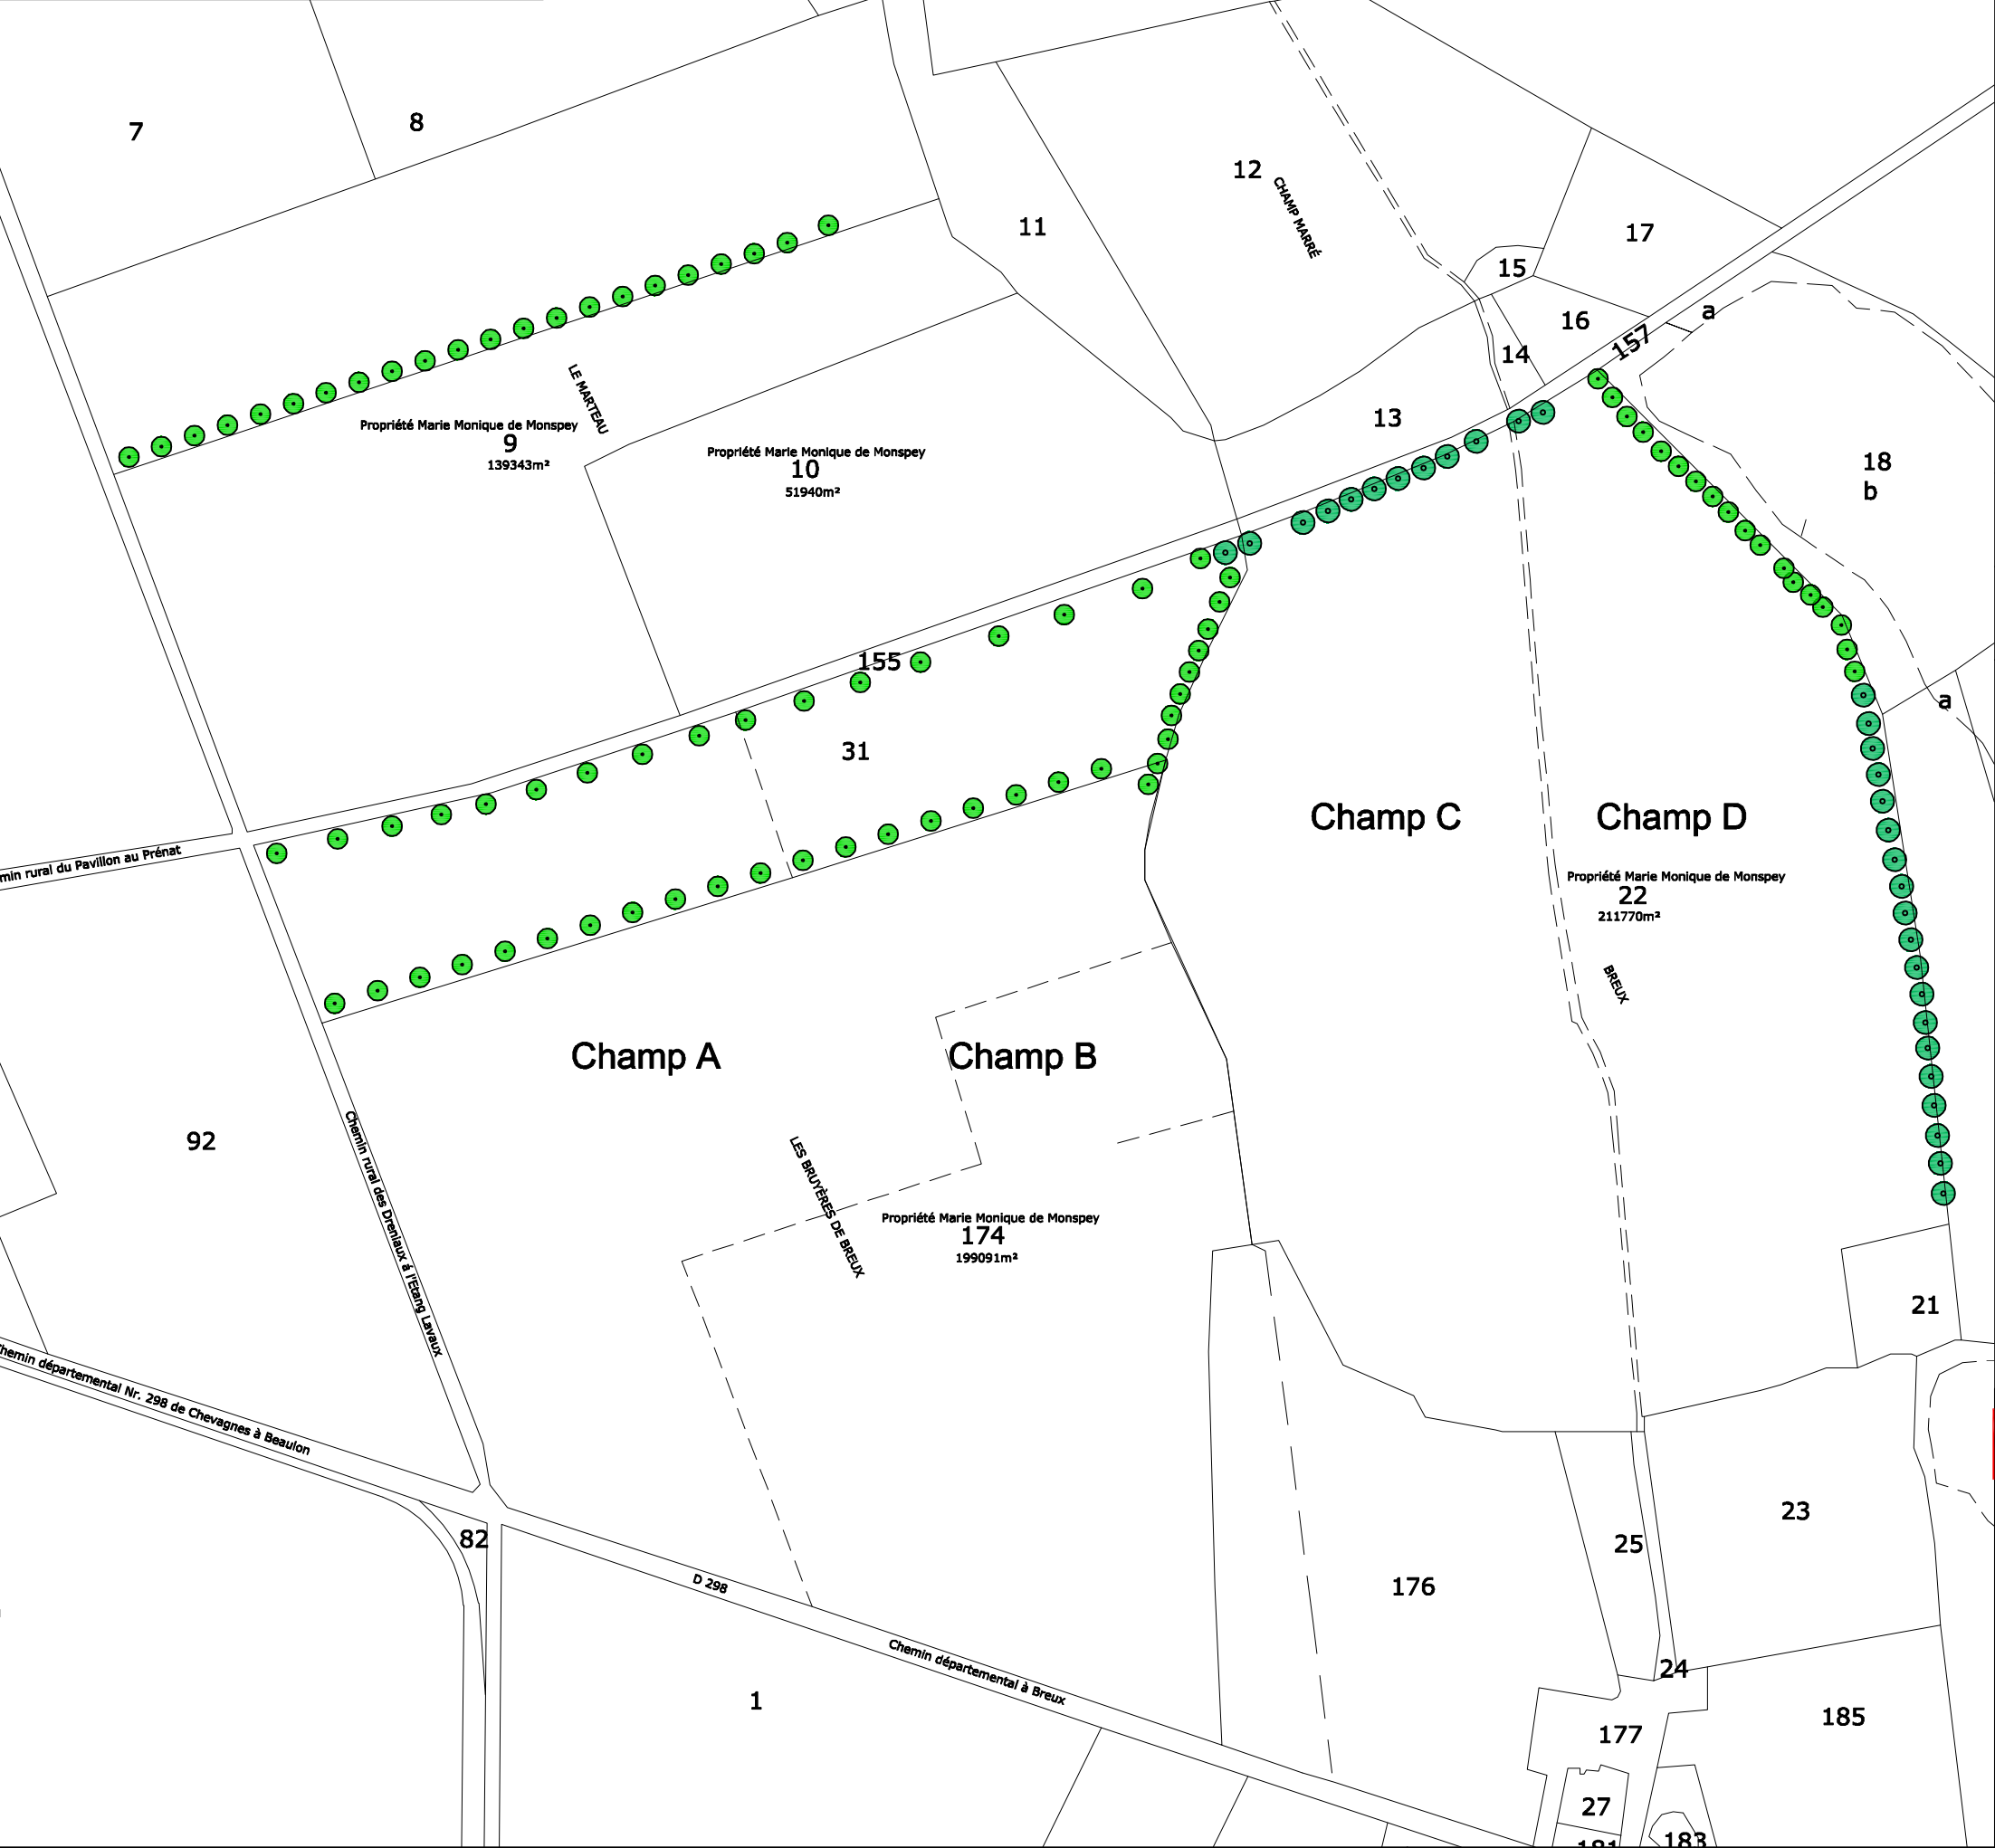 7
8
12
CHAMP MARRÉ
11
17
15
a
16
157
14
LE MARTEAU
Propriété Marie Monique de Monspey
9
139343m²
Propriété Marie Monique de Monspey
10
51940m²
13
18
b
155
a
31
Champ C
Champ D
min rural du Pavillon au Prénat
Propriété Marie Monique de Monspey
22
211770m²
BREUX
Champ A
Champ B
92
Chemin rural des Dreniaux á l'Etang Lavaux
LES BRUYÈRES DE BREUX
Propriété Marie Monique de Monspey
174
199091m²
21
hemin départemental Nr. 298 de Chevagnes à Beaulon
23
82
25
D 298
176
Chemin départemental à Breux
24
1
177
185
27
181
183